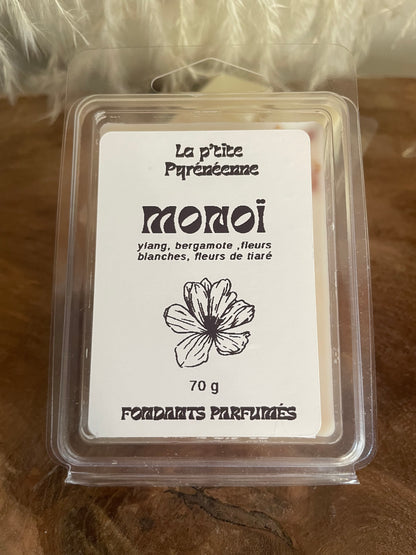 La p'tite
Pyrénéenne
MONOÏ
ylang, bergamote ,fleurs
blanches, fleurs de tiaré
70 g
FONDANTS PARFUMÉS